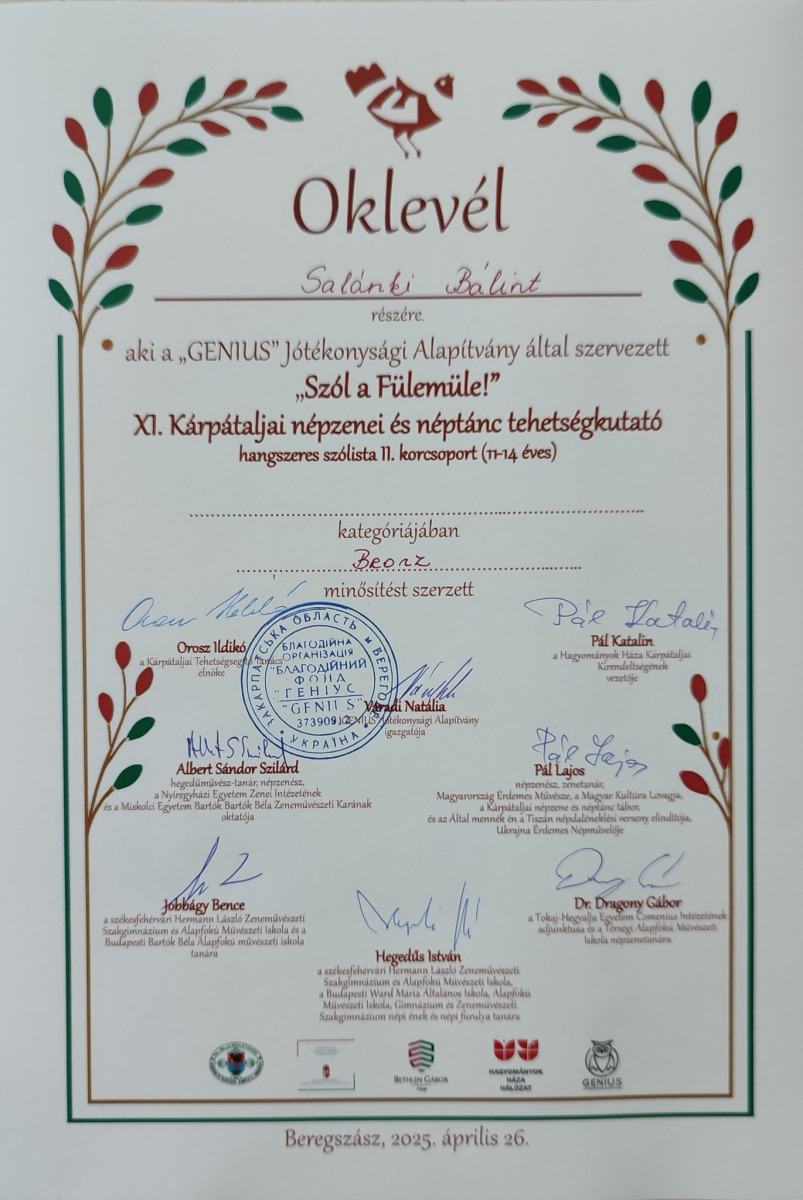 Oklevél
Salánki Bálint
részére.
aki a „GENIUS” Jótékonysági Alapítvány által szervezett
„Szól a Fülemüle!”
XI. Kárpátaljai népzenei és néptánc tehetségkutató
hangszeres szólista II. korcsoport (11-14 éves)
kategóriájában
Bronz
minősítést szerzett
Orosz Ildikó
a Kárpátaljai Tehetségsegítő Tanács
elnöke
ЗАКАРПАТСЬКА ОБЛАСТЬ
УКРАЇНА
БЛАГОДІЙНА
ОРГАНІЗАЦІЯ
"БЛАГОДІЙНИЙ
ФОНД
"ГЕНІУС"
"GENIUS"
3739091
Pál Katalin
Pál Katalin
a Hagyományok Háza Kárpátaljai
Kirendeltségének
vezetője
Váradi Natália
a „GENIUS” Jótékonysági Alapítvány
igazgatója
Albert Sándor Szilárd
hegedűművész-tanár, népzenész,
a Nyíregyházi Egyetem Zenei Intézetének
és a Miskolci Egyetem Bartók Bartók Béla Zeneművészeti Karának
oktatója
Pál Lajos
Pál Lajos
népzenész, zenetanár,
Magyarország Érdemes Művésze, a Magyar Kultúra Lovagja,
a Kárpátaljai népzene és néptánc tábor,
és az Által mennék én a Tiszán népdaléneklési verseny elindítója,
Ukrajna Érdemes Népművelője
Jobbágy Bence
a székesfehérvári Hermann László Zeneművészeti
Szakgimnázium és Alapfokú Művészeti Iskola és a
Budapesti Bartók Béla Alapfokú művészeti iskola
tanára
Dr. Dragony Gábor
a Tokaj-Hegyalja Egyetem Comenius Intézetének
adjunktusa és a Térségi Alapfokú Művészeti
Iskola népzenetanára
Hegedűs István
a székesfehérvári Hermann László Zeneművészeti
Szakgimnázium és Alapfokú Művészeti Iskola,
a Budapesti Ward Mária Általános Iskola, Alapfokú
Művészeti Iskola, Gimnázium és Zeneművészeti
Szakgimnázium népi ének és népi furulya tanára
BETHLEN GÁBOR
Alap
HAGYOMÁNYOK
HÁZA
HÁLÓZAT
GENIUS
Beregszász, 2025. április 26.